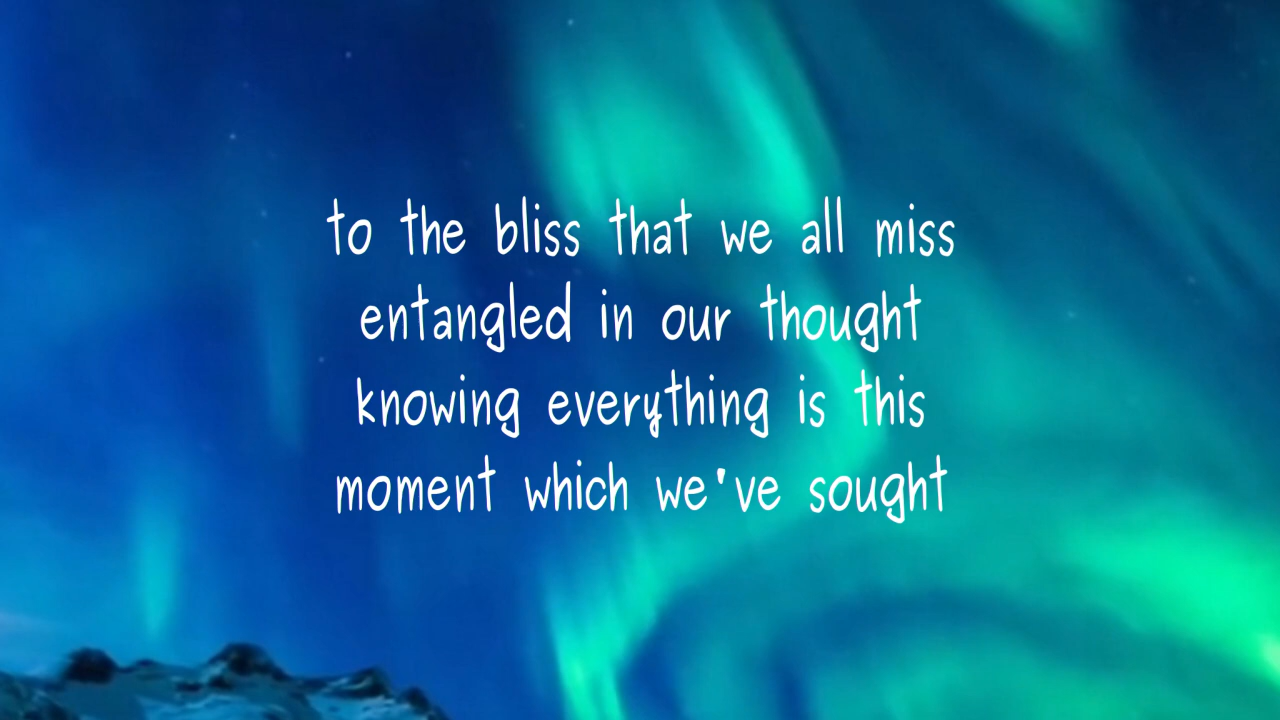 to the bliss that we all miss
entangled in our thought
knowing everything is this
moment which we've sought